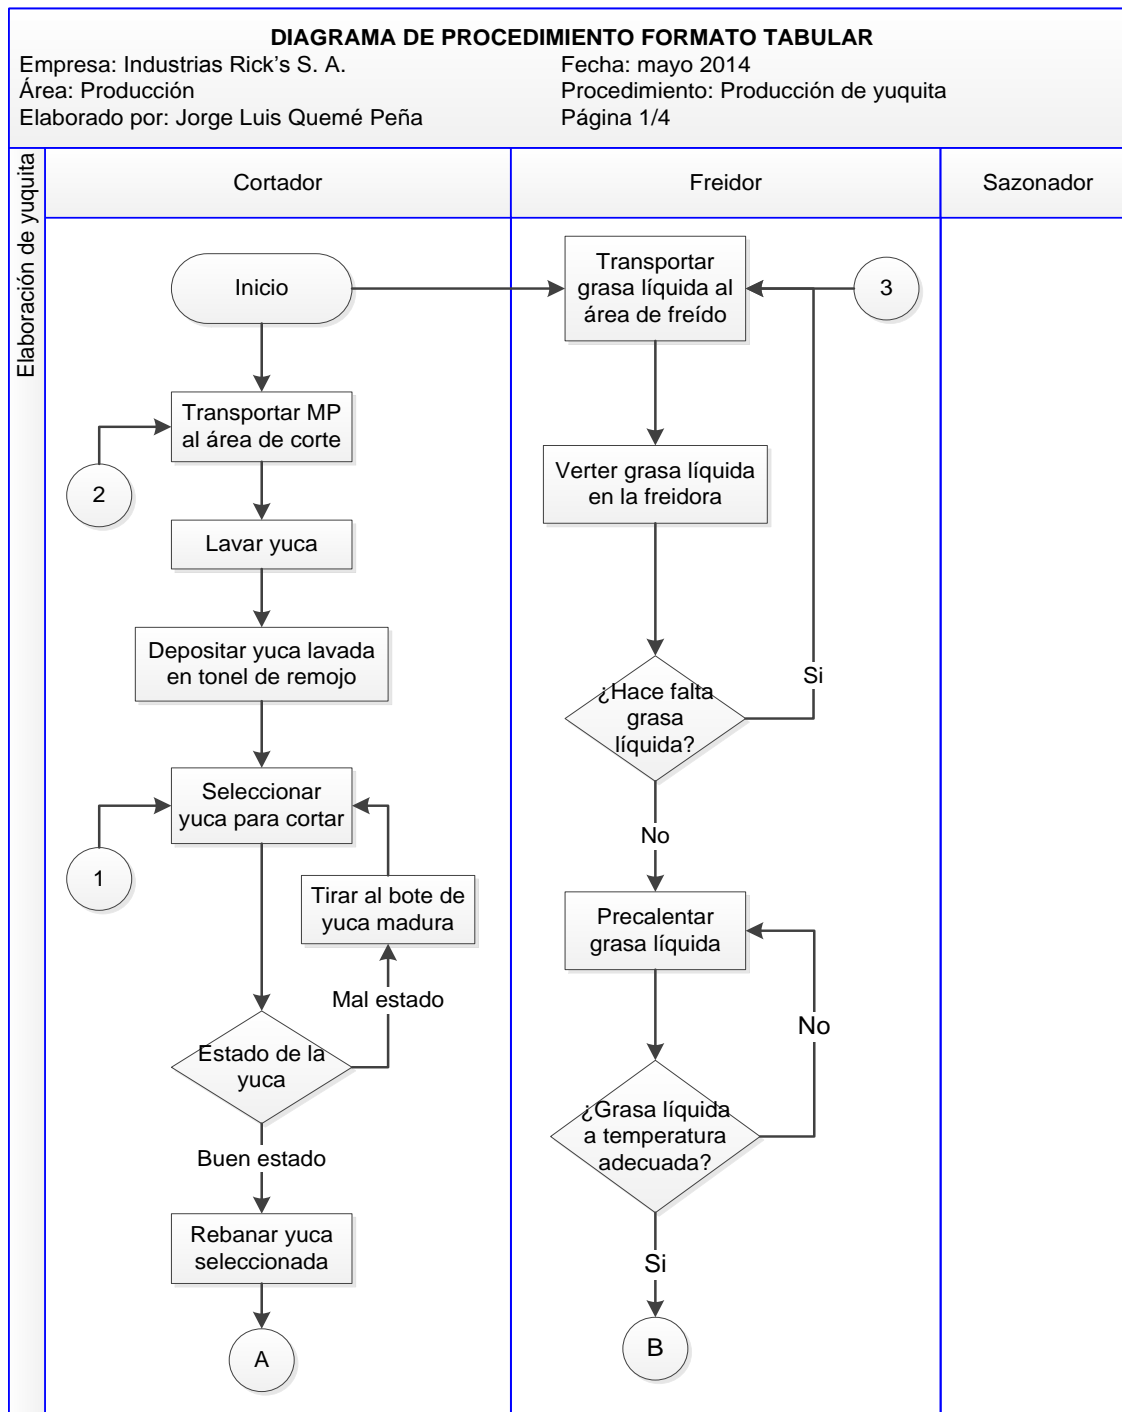 DIAGRAMA DE PROCEDIMIENTO FORMATO TABULAR
Empresa: Industrias Rick's S. A.
Fecha: mayo 2014
Área: Producción
Procedimiento: Producción de yuquita
Elaborado por: Jorge Luis Quemé Peña
Página 1/4
Elaboración de yuquita
Cortador
Freidor
Sazonador
Inicio
Transportar MP
al área de corte
2
Lavar yuca
Depositar yuca lavada
en tonel de remojo
Seleccionar
yuca para cortar
1
Tirar al bote de
yuca madura
Mal estado
Estado de la
yuca
Buen estado
Rebanar yuca
seleccionada
A
Transportar
grasa líquida al
área de freído
3
Verter grasa líquida
en la freidora
¿Hace falta
grasa
líquida?
Si
No
Precalentar
grasa líquida
No
¿Grasa líquida
a temperatura
adecuada?
Si
B